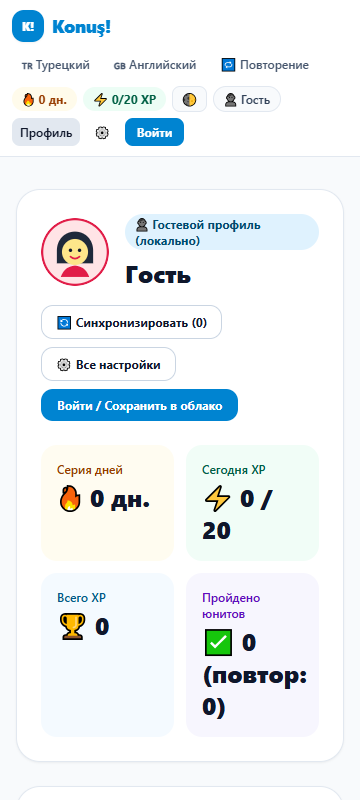 K! Konuş!
TR Турецкий GB Английский Повторение
0 дн. 0/20 XP Гость
Профиль Войти
Гостевой профиль
(локально)
Гость
Синхронизировать (0)
Все настройки
Войти / Сохранить в облако
Серия дней
0 дн.
Сегодня XP
0 /
20
Всего XP
0
Пройдено
юнитов
0
(повтор:
0)